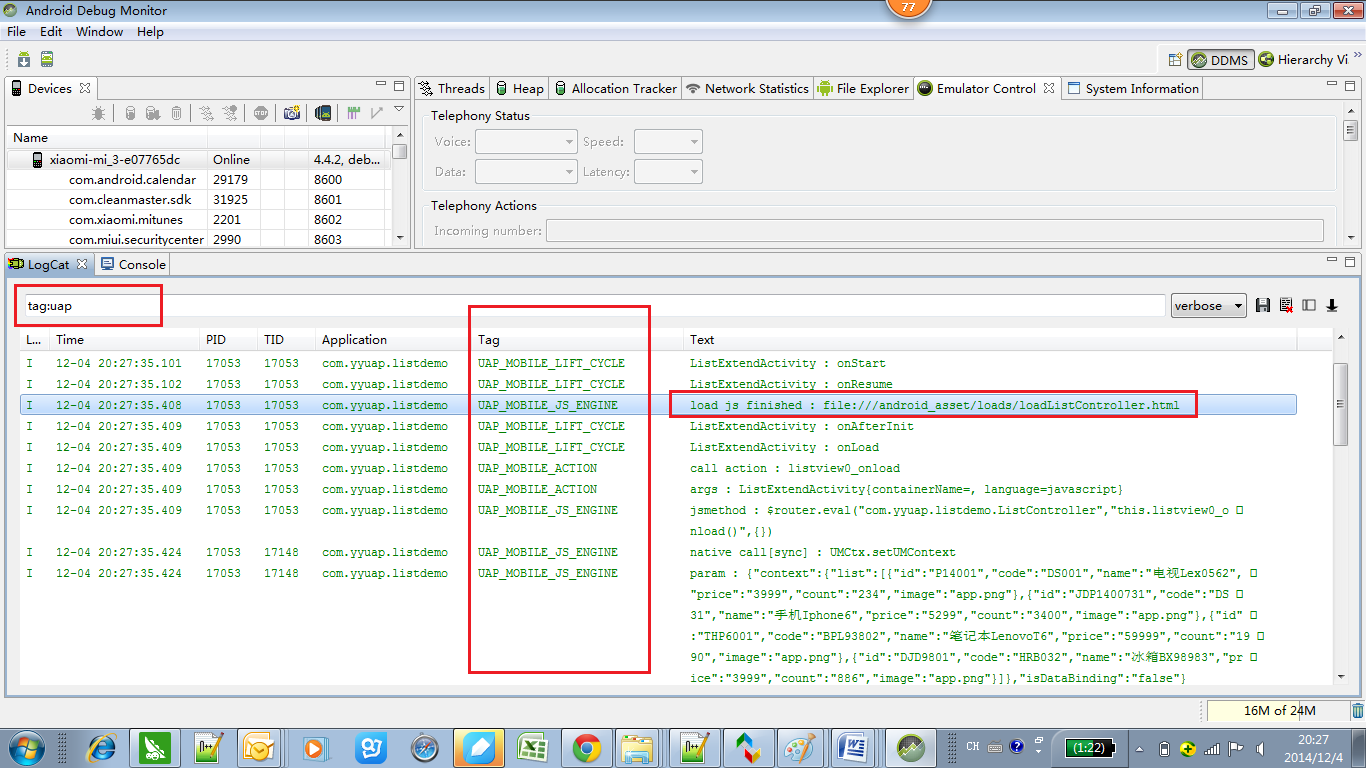 Android Debug Monitor
77
File Edit Window Help
DDMS Hierarchy Vi
Devices
Threads Heap Allocation Tracker Network Statistics File Explorer Emulator Control System Information
Name
xiaomi-mi_3-e07765dc Online 4.4.2, deb...
com.android.calendar 29179 8600
com.cleanmaster.sdk 31925 8601
com.xiaomi.mitunes 2201 8602
com.miui.securitycenter 2990 8603
Telephony Status
Voice: Speed:
Data: Latency:
Telephony Actions
Incoming number:
LogCat Console
tag:uap verbose
L... Time PID TID Application Tag Text
I 12-04 20:27:35.101 17053 17053 com.yyuap.listdemo UAP_MOBILE_LIFT_CYCLE ListExtendActivity : onStart
I 12-04 20:27:35.102 17053 17053 com.yyuap.listdemo UAP_MOBILE_LIFT_CYCLE ListExtendActivity : onResume
I 12-04 20:27:35.408 17053 17053 com.yyuap.listdemo UAP_MOBILE_JS_ENGINE load js finished : file:///android_asset/loads/loadListController.html
I 12-04 20:27:35.409 17053 17053 com.yyuap.listdemo UAP_MOBILE_LIFT_CYCLE ListExtendActivity : onAfterInit
I 12-04 20:27:35.409 17053 17053 com.yyuap.listdemo UAP_MOBILE_LIFT_CYCLE ListExtendActivity : onLoad
I 12-04 20:27:35.409 17053 17053 com.yyuap.listdemo UAP_MOBILE_ACTION call action : listview0_onload
I 12-04 20:27:35.409 17053 17053 com.yyuap.listdemo UAP_MOBILE_ACTION args : ListExtendActivity{containerName=, language=javascript}
I 12-04 20:27:35.409 17053 17053 com.yyuap.listdemo UAP_MOBILE_JS_ENGINE jsmethod : $router.eval("com.yyuap.listdemo.ListController","this.listview0_o
nload()",{})
I 12-04 20:27:35.424 17053 17148 com.yyuap.listdemo UAP_MOBILE_JS_ENGINE native call[sync] : UMCtx.setUMContext
I 12-04 20:27:35.424 17053 17148 com.yyuap.listdemo UAP_MOBILE_JS_ENGINE param : {"context":{"list":[{"id":"P14001","code":"DS001","name":"电视Lex0562",
"price":"3999","count":"234","image":"app.png"},{"id":"JDP1400731","code":"DS
31","name":"手机Iphone6","price":"5299","count":"3400","image":"app.png"},{"id"
:"THP6001","code":"BPL93802","name":"笔记本LenovoT6","price":"59999","count":"19
90","image":"app.png"},{"id":"DJD9801","code":"HRB032","name":"冰箱BX98983","pr
ice":"3999","count":"886","image":"app.png"}]},"isDataBinding":"false"}
16M of 24M
CH (1:22) 20:27
2014/12/4